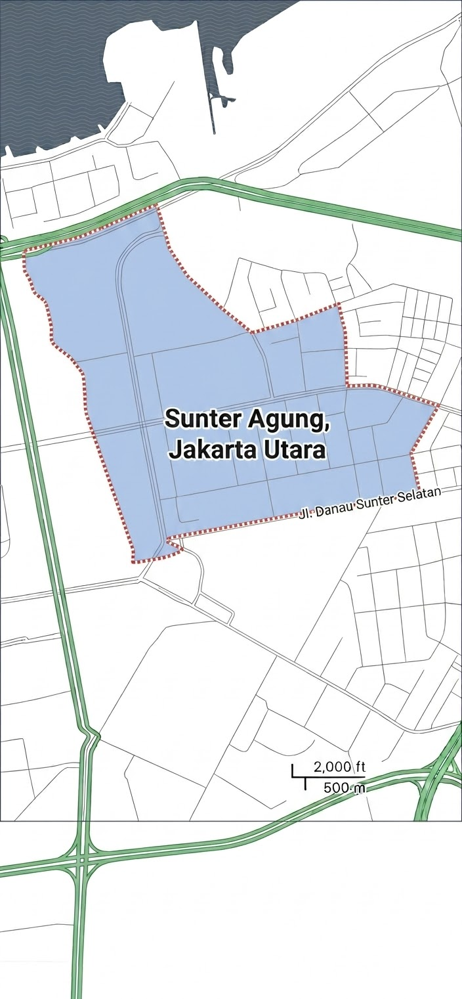 Sunter Agung,
Jakarta Utara
Jl. Danau Sunter Selatan
2,000 ft
500 m